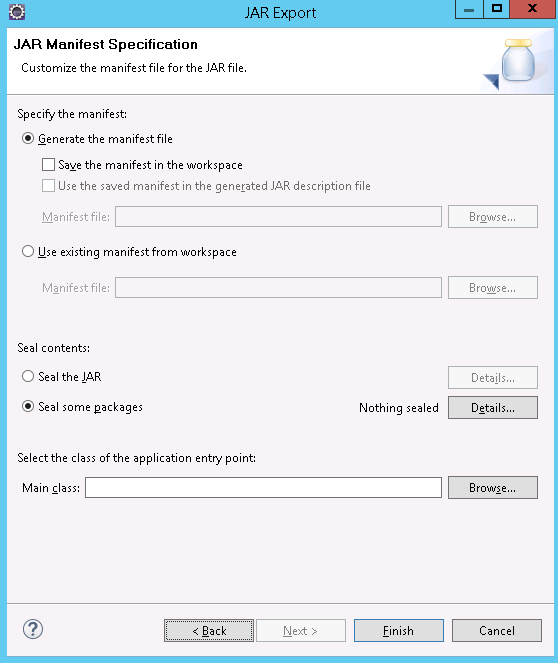 JAR Export
JAR Manifest Specification
Customize the manifest file for the JAR file.
Specify the manifest:
Generate the manifest file
Save the manifest in the workspace
Use the saved manifest in the generated JAR description file
Manifest file: Browse...
Use existing manifest from workspace
Manifest file: Browse...
Seal contents:
Seal the JAR Details...
Seal some packages Nothing sealed Details...
Select the class of the application entry point:
Main class: Browse...
? < Back Next > Finish Cancel